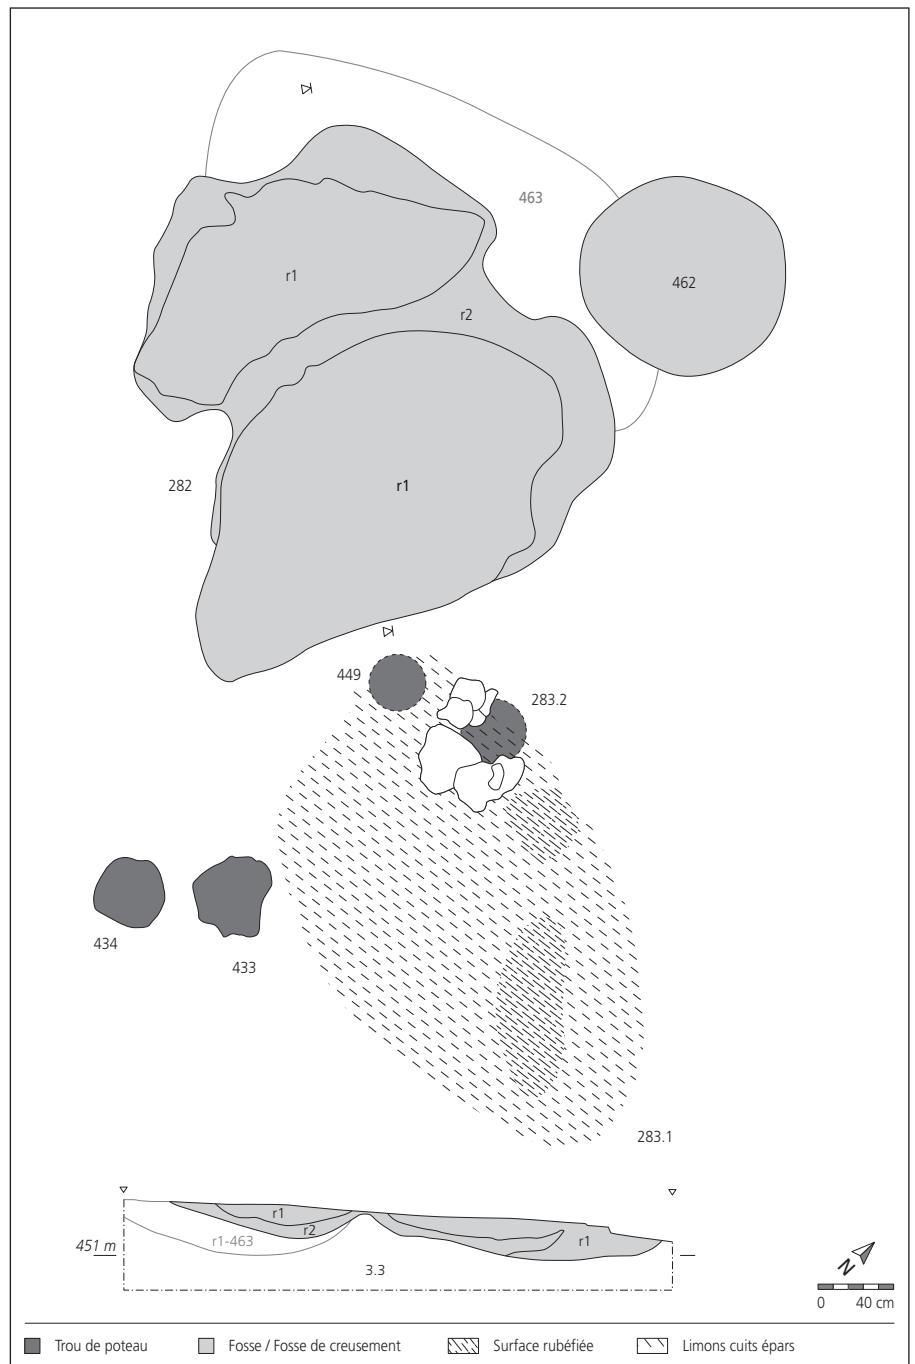 463
r1
462
r2
282
r1
449
283.2
434
433
283.1
r1
r2
r1-463
r1
451 m
3.3
N
0 40 cm
Trou de poteau Fosse / Fosse de creusement Surface rubéfiée Limons cuits épars